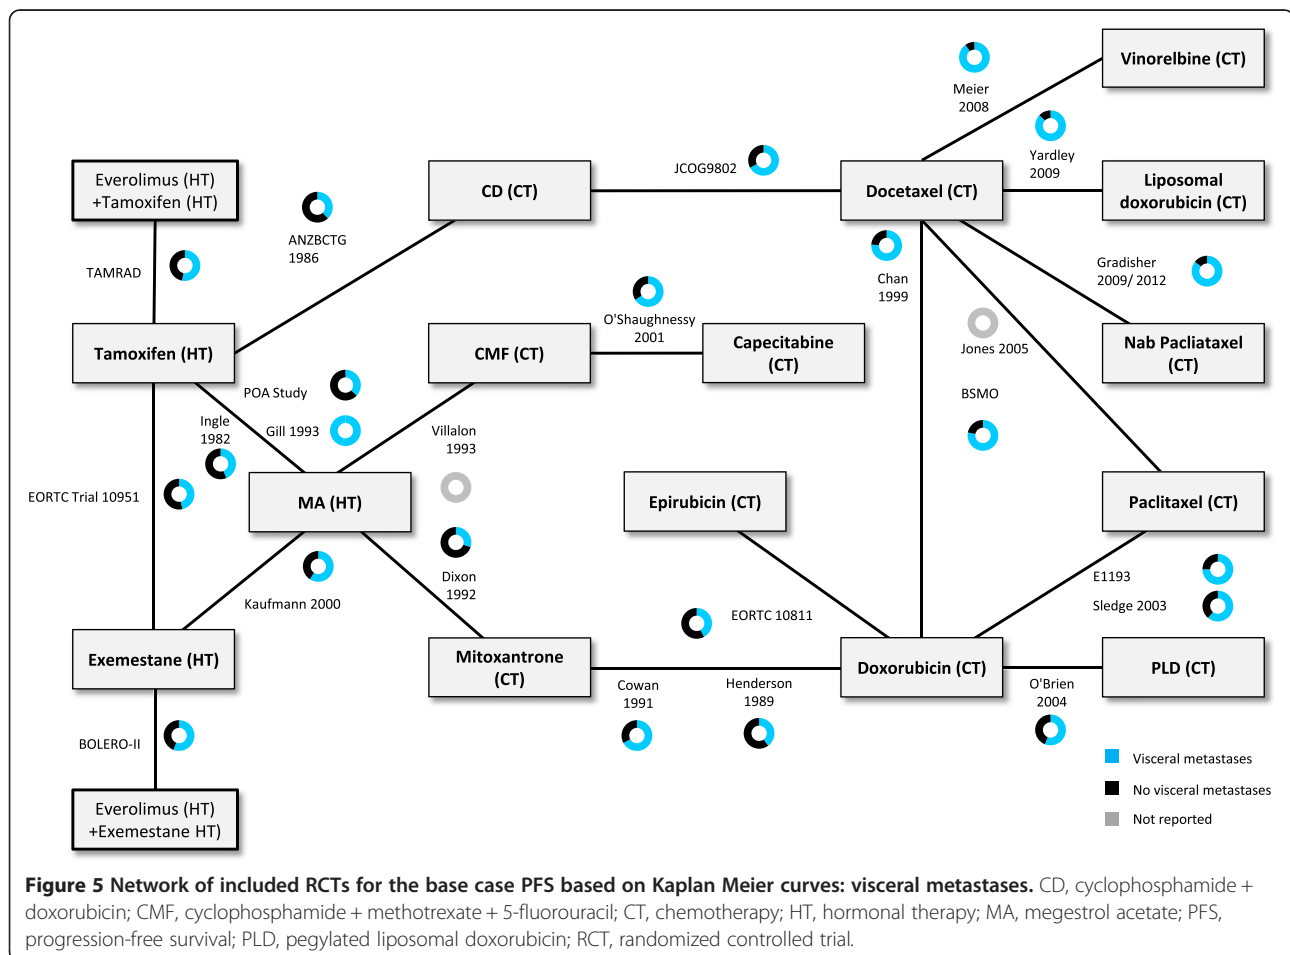 Vinorelbine (CT)
Meier
2008
Yardley
2009
JCOG9802
Everolimus (HT)
+Tamoxifen (HT)
CD (CT)
Docetaxel (CT)
Liposomal
doxorubicin (CT)
ANZBCTG
1986
TAMRAD
Chan
1999
Gradisher
2009/ 2012
O'Shaughnessy
2001
Tamoxifen (HT)
CMF (CT)
Capecitabine
(CT)
Jones 2005
Nab Pacliataxel
(CT)
POA Study
BSMO
Ingle
1982
Gill 1993
Villalon
1993
EORTC Trial 10951
MA (HT)
Epirubicin (CT)
Paclitaxel (CT)
Dixon
1992
Kaufmann 2000
E1193
Sledge 2003
EORTC 10811
Exemestane (HT)
Mitoxantrone
(CT)
Doxorubicin (CT)
PLD (CT)
Cowan
1991
Henderson
1989
O'Brien
2004
BOLERO-II
Visceral metastases
No visceral metastases
Not reported
Everolimus (HT)
+Exemestane HT)
Figure 5 Network of included RCTs for the base case PFS based on Kaplan Meier curves: visceral metastases. CD, cyclophosphamide +
doxorubicin; CMF, cyclophosphamide + methotrexate + 5-fluorouracil; CT, chemotherapy; HT, hormonal therapy; MA, megestrol acetate; PFS,
progression-free survival; PLD, pegylated liposomal doxorubicin; RCT, randomized controlled trial.